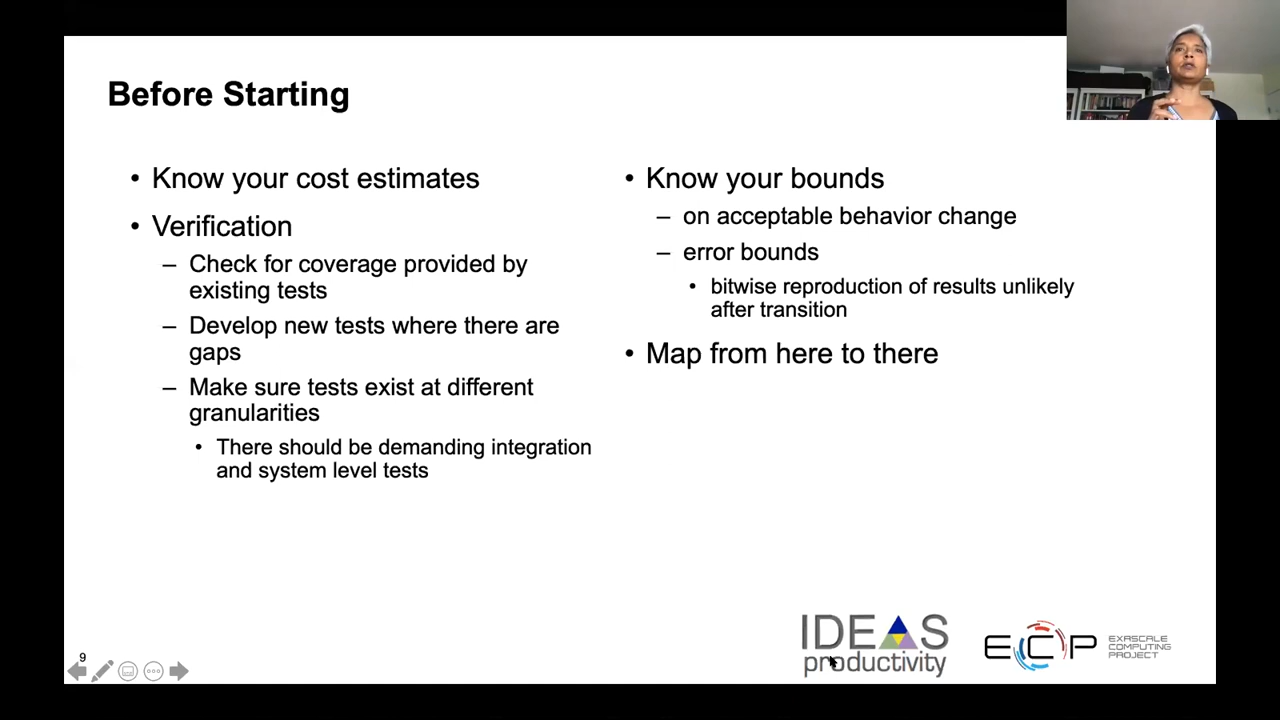 Before Starting
• Know your cost estimates
• Verification
– Check for coverage provided by
existing tests
– Develop new tests where there are
gaps
– Make sure tests exist at different
granularities
• There should be demanding integration
and system level tests
• Know your bounds
– on acceptable behavior change
– error bounds
• bitwise reproduction of results unlikely
after transition
• Map from here to there
9
IDEAS
productivity
ECP
EXASCALE
COMPUTING
PROJECT